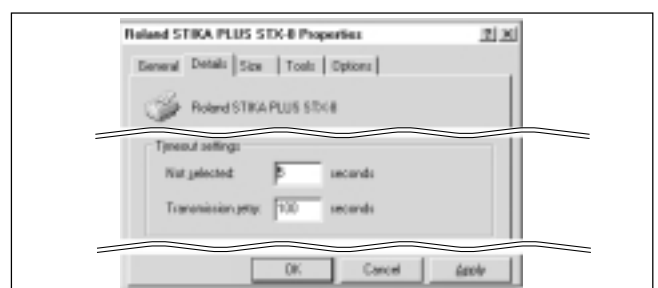 Roland STIKA PLUS STX-8 Properties
General Details Size Tools Options
Roland STIKA PLUS STX-8
Timeout settings
Not selected: seconds
Transmission retry: 100 seconds
OK Cancel Apply